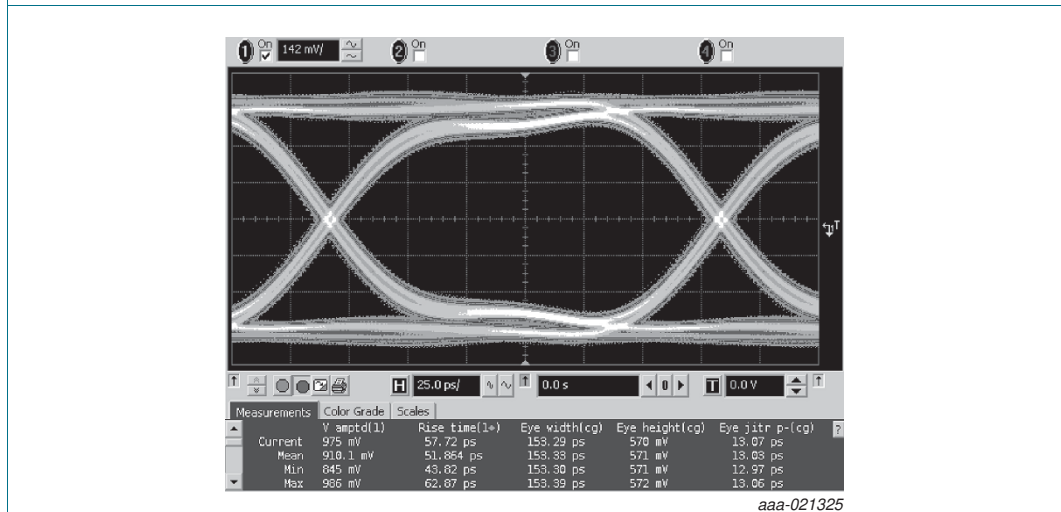 1 On 142 mV/ 2 On 3 On 4 On
T
H 25.0 ps/ 0.0 s 0 T 0.0 V
Measurements Color Grade Scales
V amptd(1) Rise time(1*) Eye width(cg) Eye height(cg) Eye jitr p-(cg) ?
Current 975 mV 57.72 ps 153.29 ps 570 mV 13.07 ps
Mean 910.1 mV 51.864 ps 153.33 ps 571 mV 13.03 ps
Min 845 mV 43.82 ps 153.30 ps 571 mV 12.97 ps
Max 986 mV 62.87 ps 153.39 ps 572 mV 13.06 ps
aaa-021325